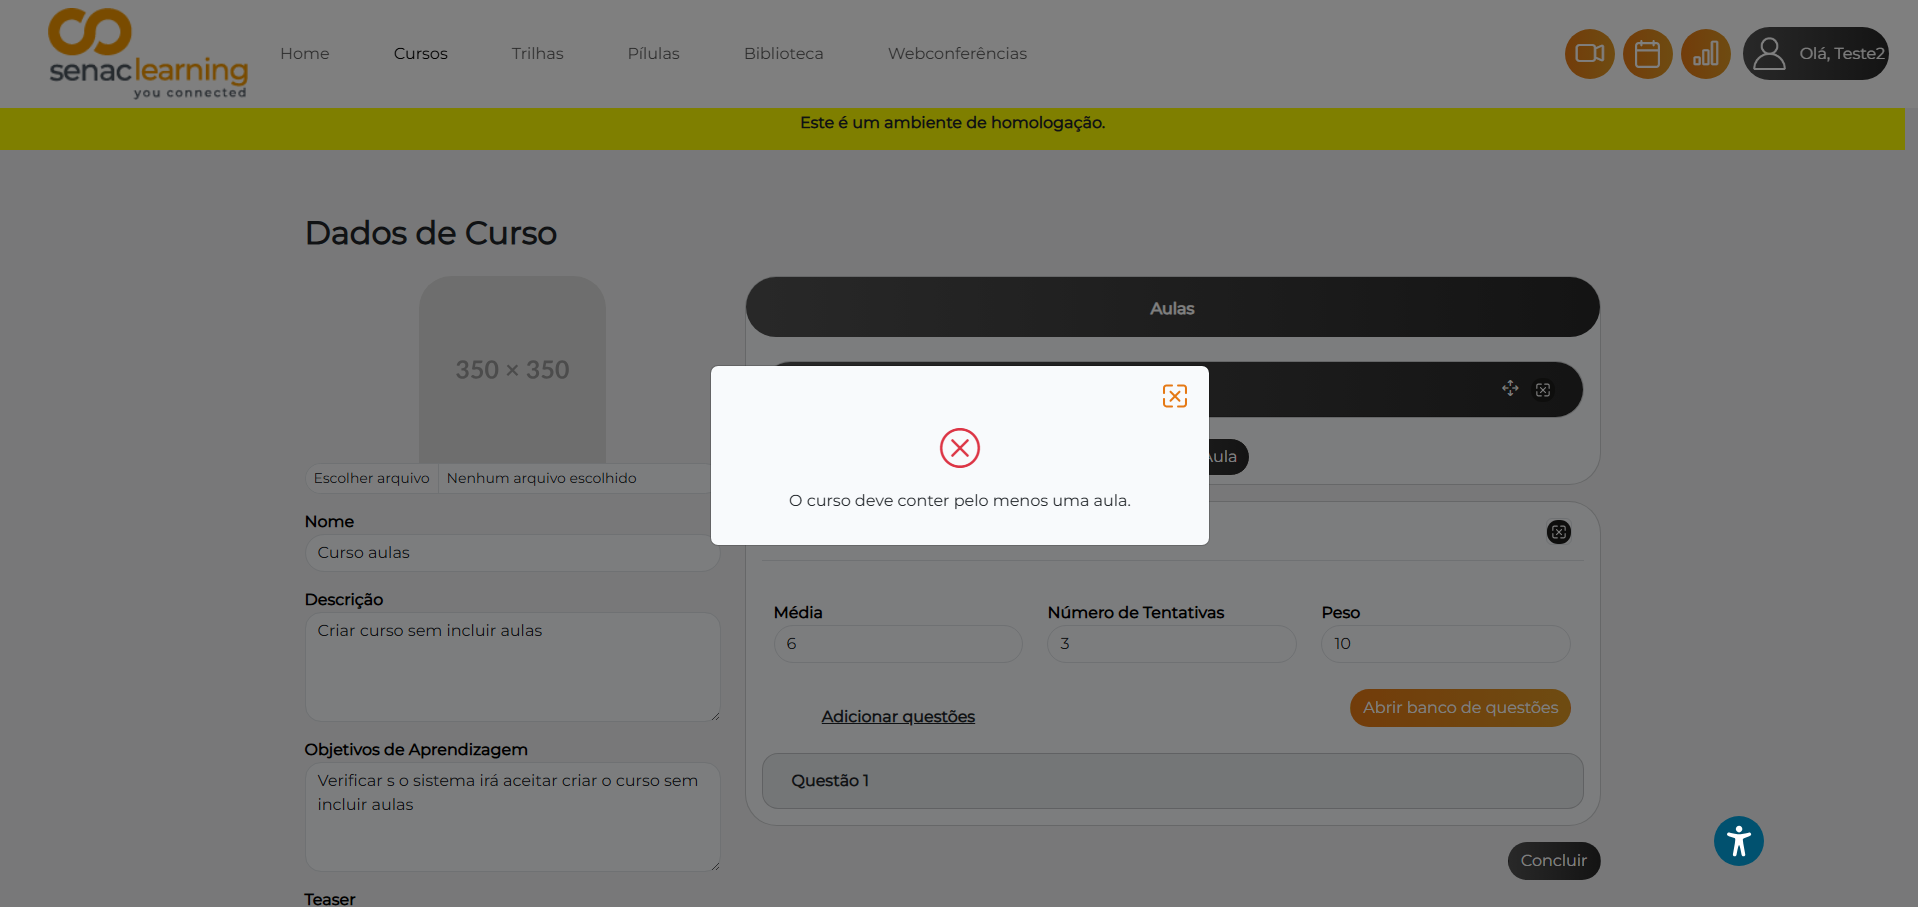 senaclearning
you connected
Home
Cursos
Trilhas
Pílulas
Biblioteca
Webconferências
Olá, Teste2
Este é um ambiente de homologação.
Dados de Curso
350 × 350
Escolher arquivo
Nenhum arquivo escolhido
Nome
Curso aulas
Descrição
Criar curso sem incluir aulas
Objetivos de Aprendizagem
Verificar s o sistema irá aceitar criar o curso sem
incluir aulas
Teaser
Aulas
Aula
O curso deve conter pelo menos uma aula.
Média
Número de Tentativas
Peso
6
3
10
Adicionar questões
Abrir banco de questões
Questão 1
Concluir